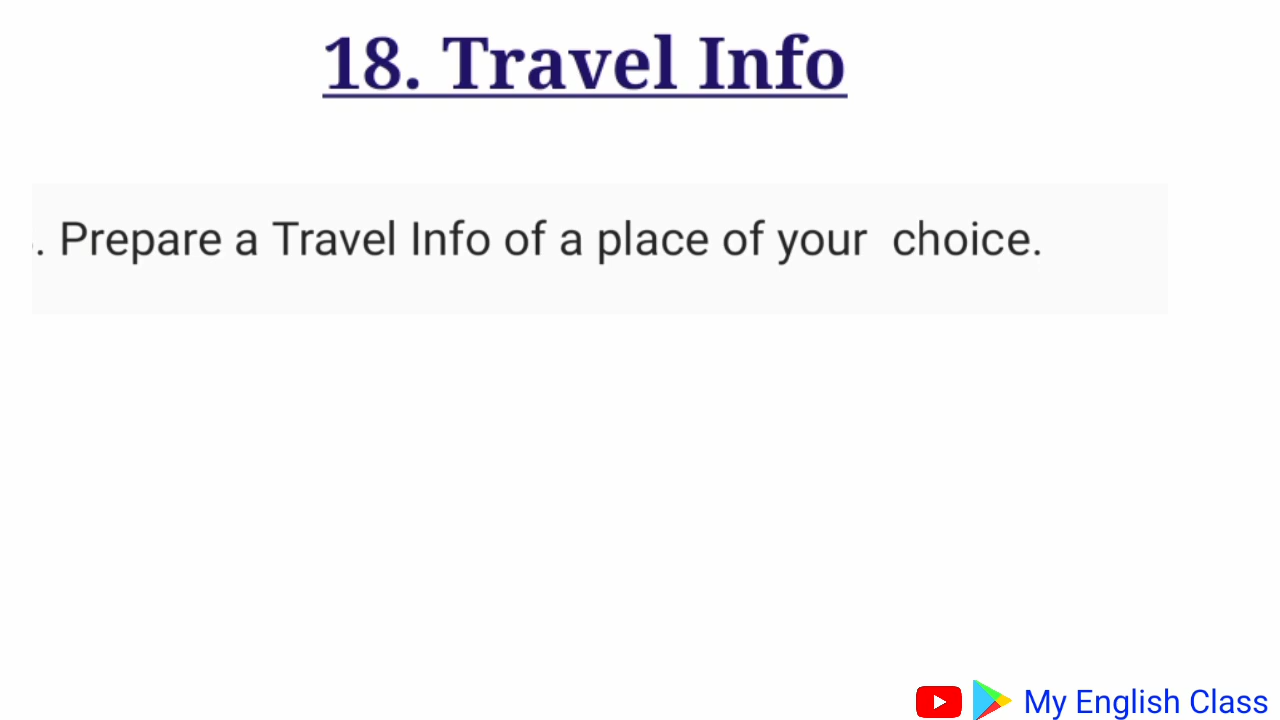 18. Travel Info
. Prepare a Travel Info of a place of your choice.
My English Class